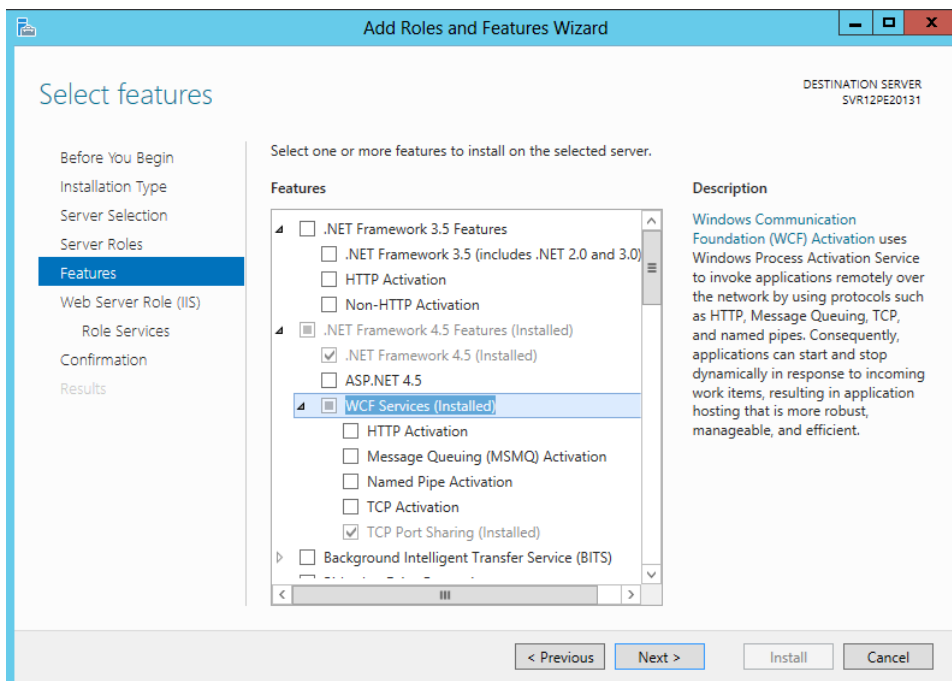 Add Roles and Features Wizard
Select features
DESTINATION SERVER
SVR12PE20131
Before You Begin
Installation Type
Server Selection
Server Roles
Features
Web Server Role (IIS)
Role Services
Confirmation
Results
Select one or more features to install on the selected server.
Features
.NET Framework 3.5 Features
.NET Framework 3.5 (includes .NET 2.0 and 3.0)
HTTP Activation
Non-HTTP Activation
.NET Framework 4.5 Features (Installed)
.NET Framework 4.5 (Installed)
ASP.NET 4.5
WCF Services (Installed)
HTTP Activation
Message Queuing (MSMQ) Activation
Named Pipe Activation
TCP Activation
TCP Port Sharing (Installed)
Background Intelligent Transfer Service (BITS)
Description
Windows Communication
Foundation (WCF) Activation uses
Windows Process Activation Service
to invoke applications remotely over
the network by using protocols such
as HTTP, Message Queuing, TCP,
and named pipes. Consequently,
applications can start and stop
dynamically in response to incoming
work items, resulting in application
hosting that is more robust,
manageable, and efficient.
< Previous
Next >
Install
Cancel